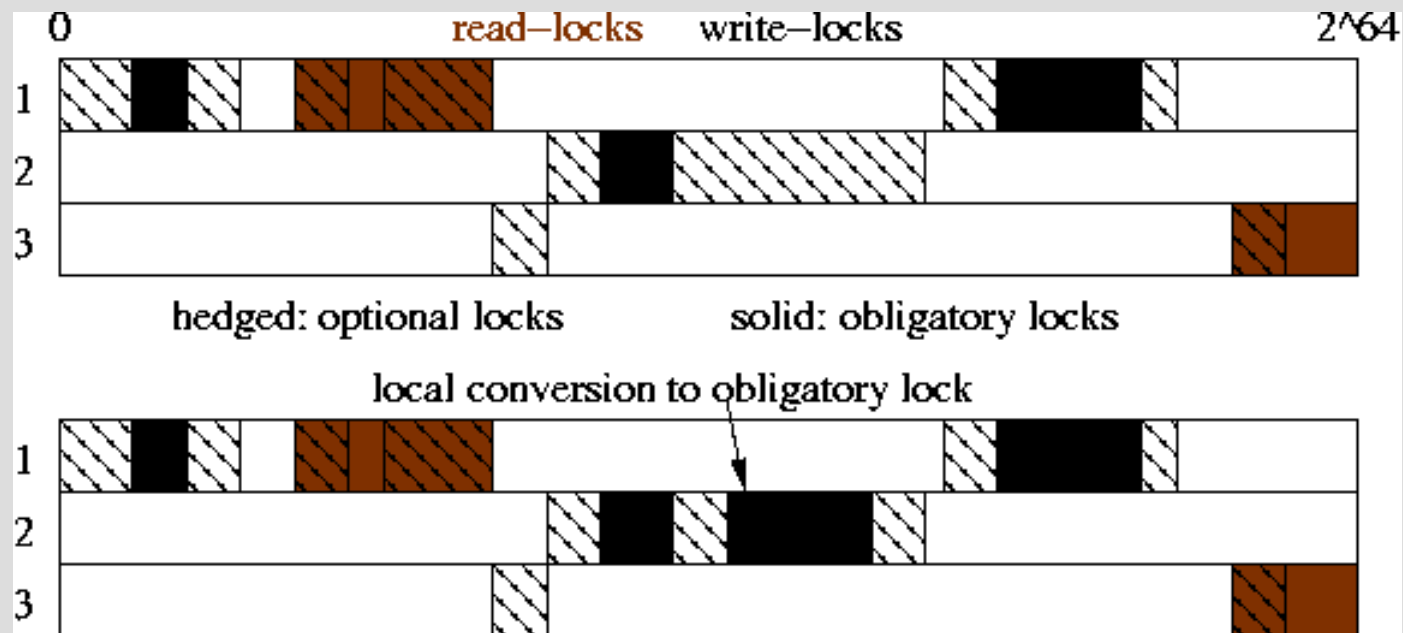 0 read–locks write–locks 2^64
1
2
3
hedged: optional locks solid: obligatory locks
local conversion to obligatory lock
1
2
3